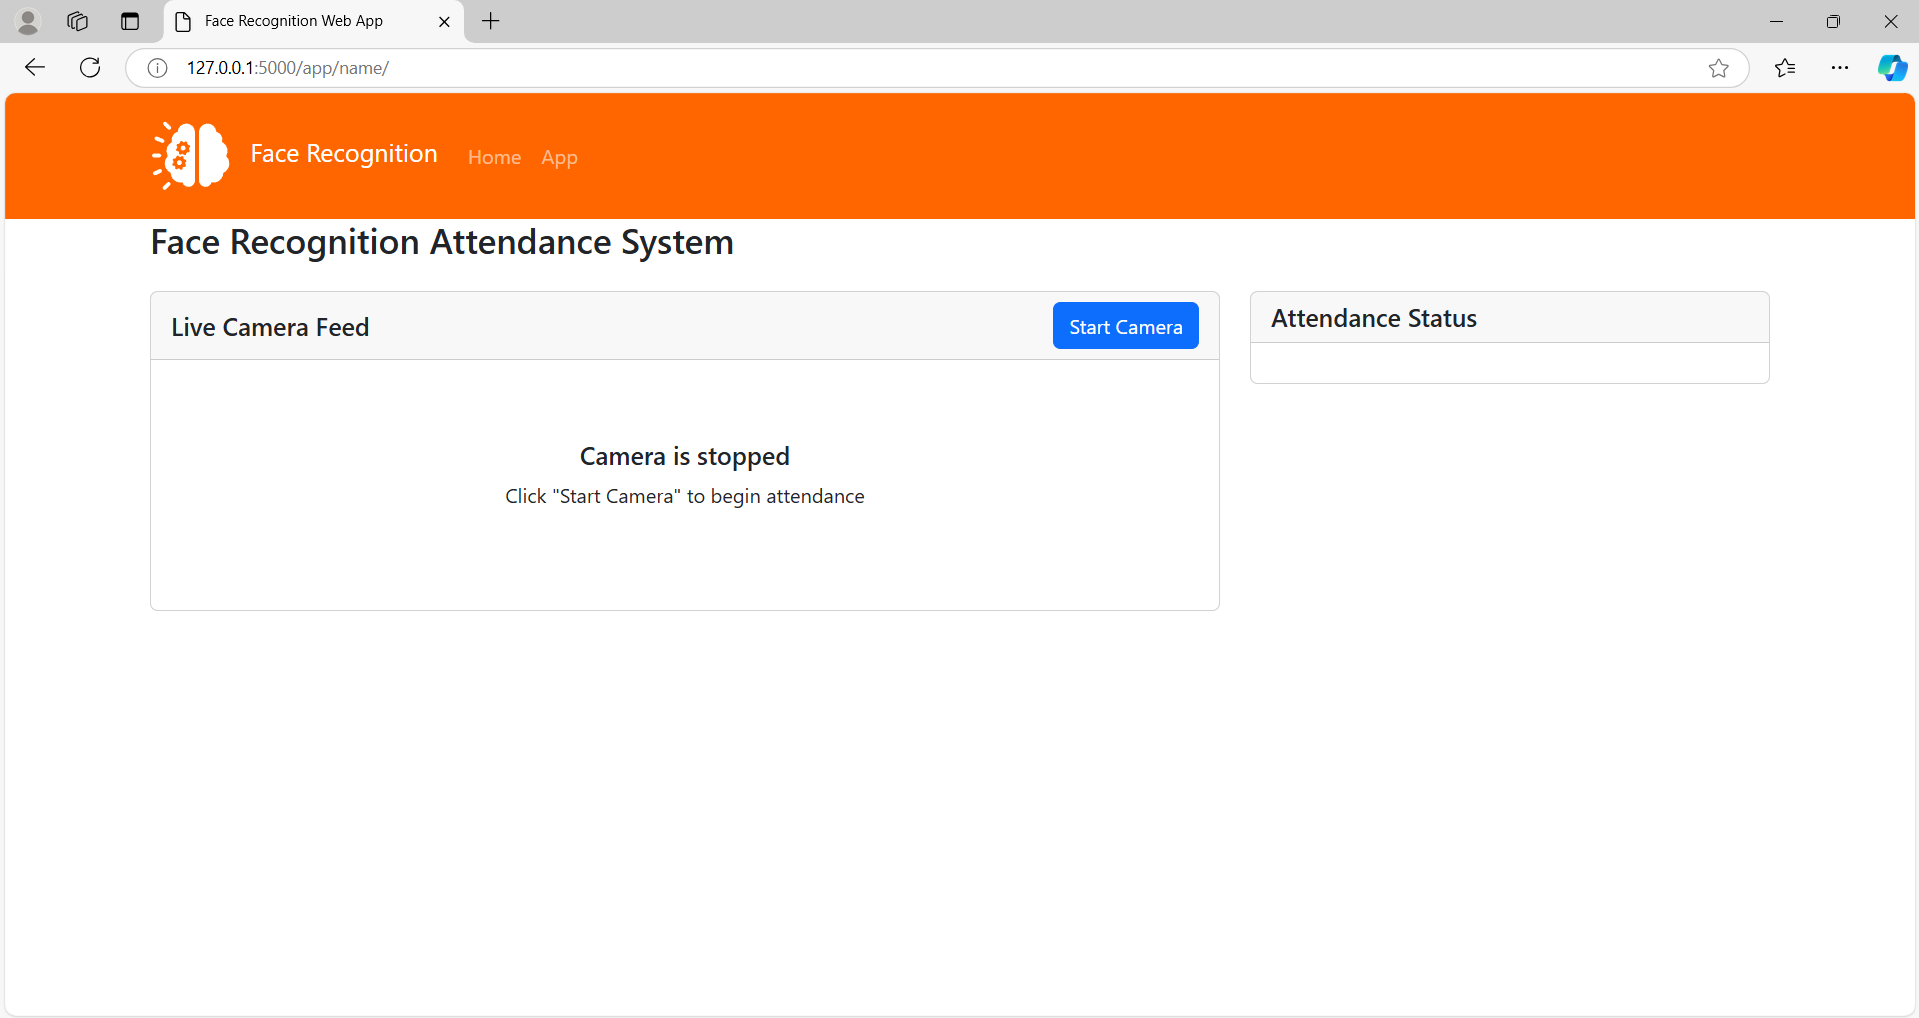 Face Recognition Web App
127.0.0.1:5000/app/name/
Face Recognition Home App
Face Recognition Attendance System
Live Camera Feed
Start Camera
Camera is stopped
Click "Start Camera" to begin attendance
Attendance Status